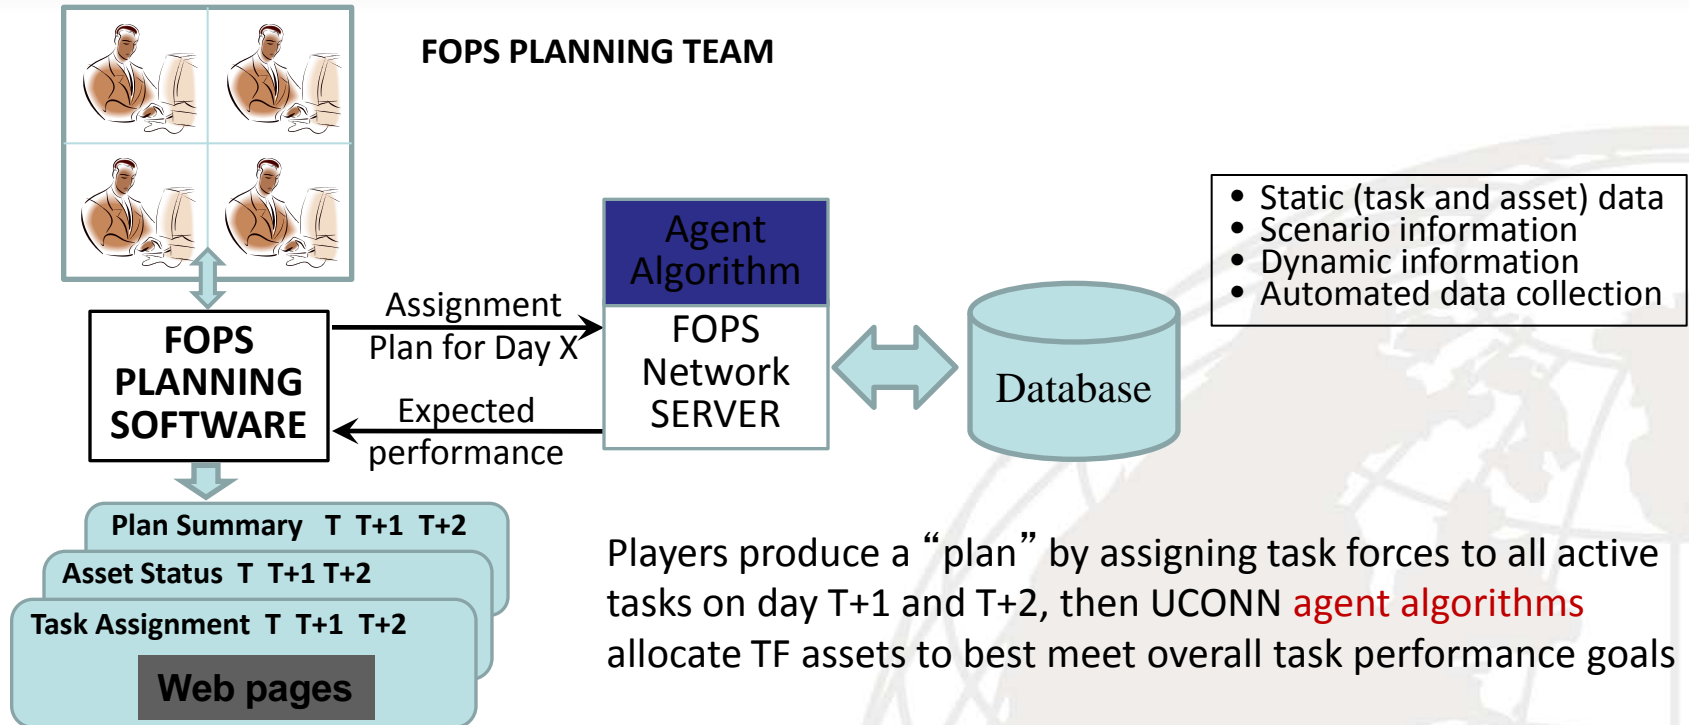 FOPS PLANNING TEAM
FOPS
PLANNING
SOFTWARE
Assignment
Plan for Day X
Expected
performance
Agent
Algorithm
FOPS
Network
SERVER
Database
• Static (task and asset) data
• Scenario information
• Dynamic information
• Automated data collection
Plan Summary T T+1 T+2
Asset Status T T+1 T+2
Task Assignment T T+1 T+2
Web pages
Players produce a “plan” by assigning task forces to all active
tasks on day T+1 and T+2, then UCONN agent algorithms
allocate TF assets to best meet overall task performance goals